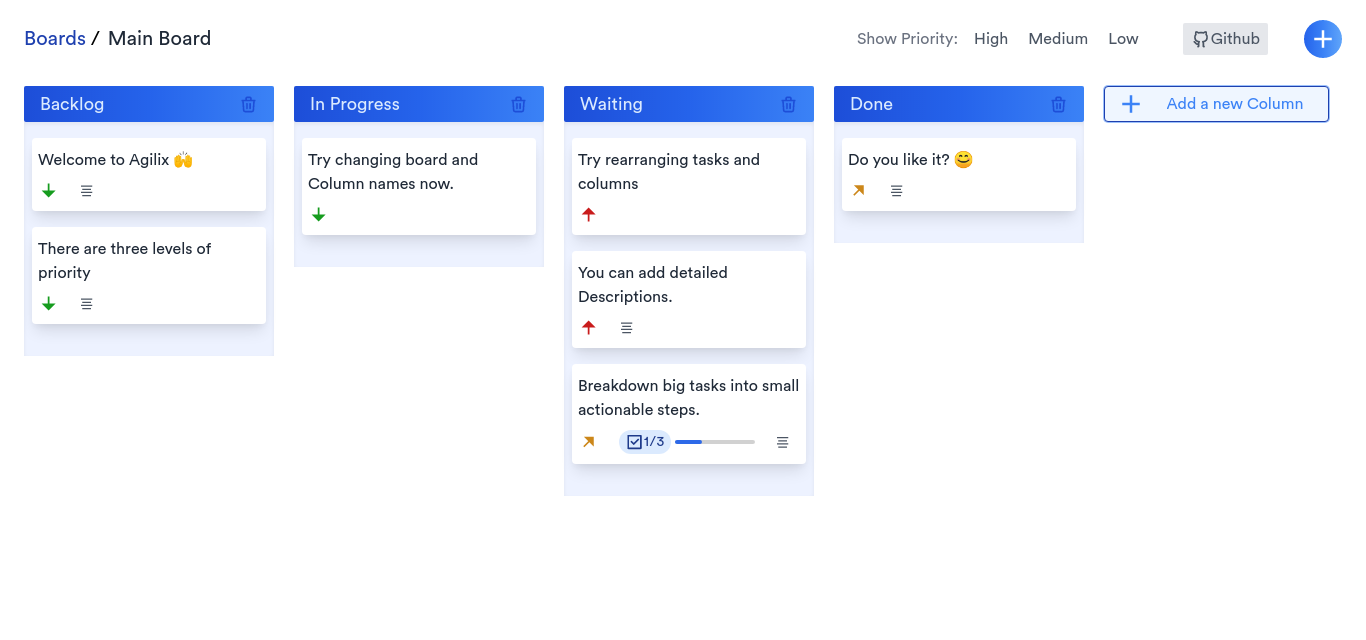 Boards / Main Board
Show Priority: High Medium Low Github
Backlog
Welcome to Agilix 🙌
There are three levels of
priority
In Progress
Try changing board and
Column names now.
Waiting
Try rearranging tasks and
columns
You can add detailed
Descriptions.
Breakdown big tasks into small
actionable steps.
1/3
Done
Do you like it? 😊
Add a new Column